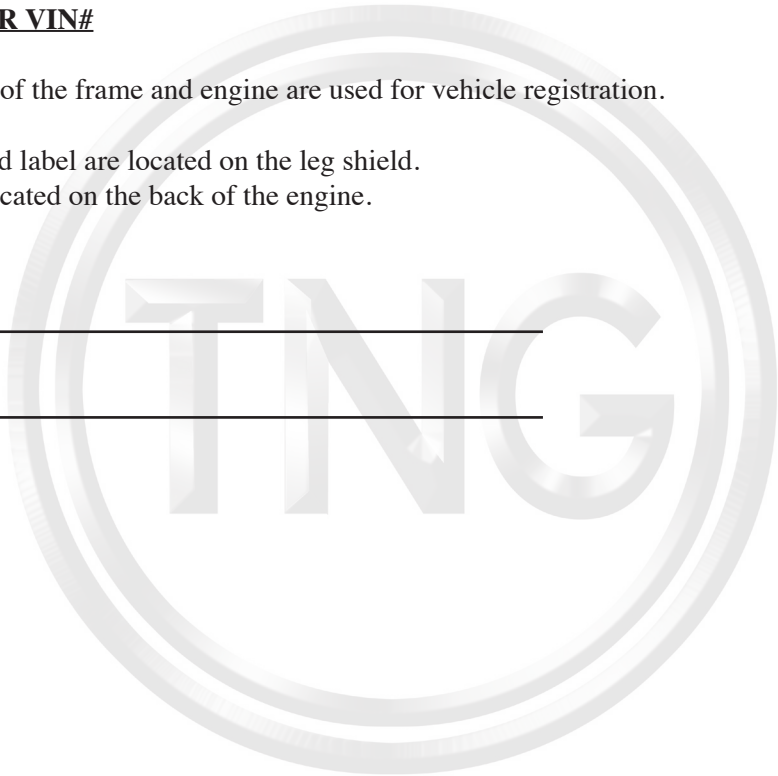 R VIN#
of the frame and engine are used for vehicle registration.
d label are located on the leg shield.
cated on the back of the engine.
TNG